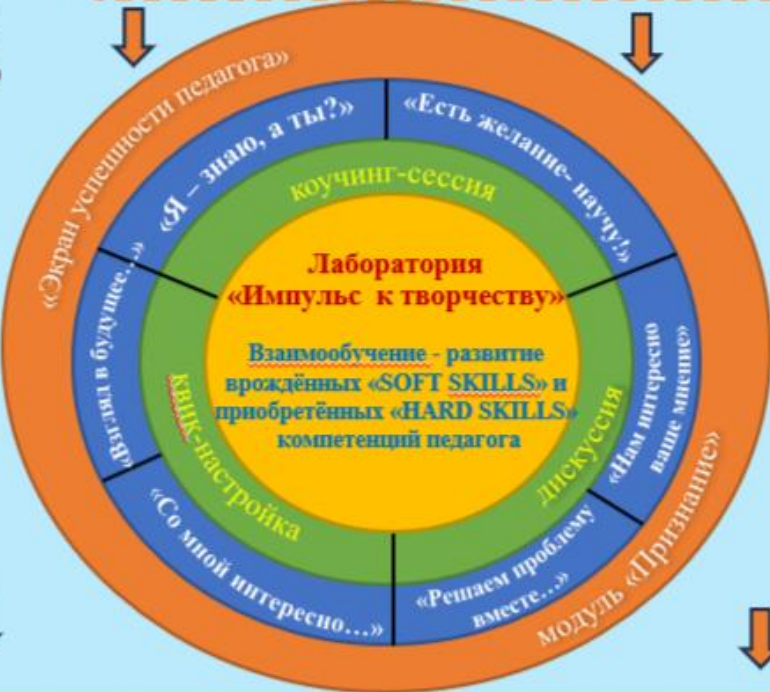 «Экран успешности педагога»
«Я – знаю, а ты?»
«Есть желание- научу!»
коучинг-сессия
Лаборатория
«Импульс к творчеству»
Взаимообучение - развитие
врождённых «SOFT SKILLS» и
приобретённых «HARD SKILLS»
компетенций педагога
«Взгляд в будущее…»
квик-настройка
дискуссия
«Нам интересно
ваше мнение»
«Со мной интересно…»
«Решаем проблему
вместе…»
модуль «Признание»